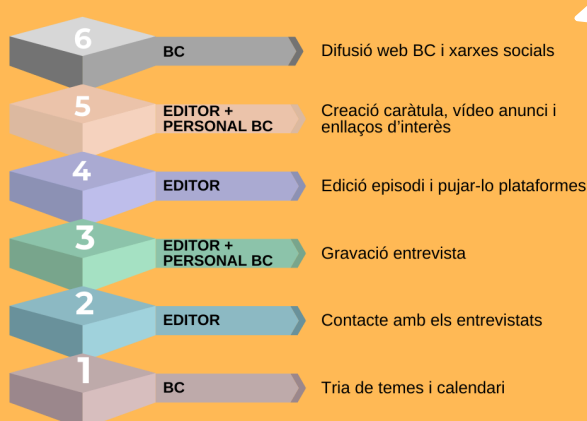 6
BC
Difusió web BC i xarxes socials
5
EDITOR +
PERSONAL BC
Creació caràtula, vídeo anunci i
enllaços d'interès
4
EDITOR
Edició episodi i pujar-lo plataformes
3
EDITOR +
PERSONAL BC
Gravació entrevista
2
EDITOR
Contacte amb els entrevistats
1
BC
Tria de temes i calendari